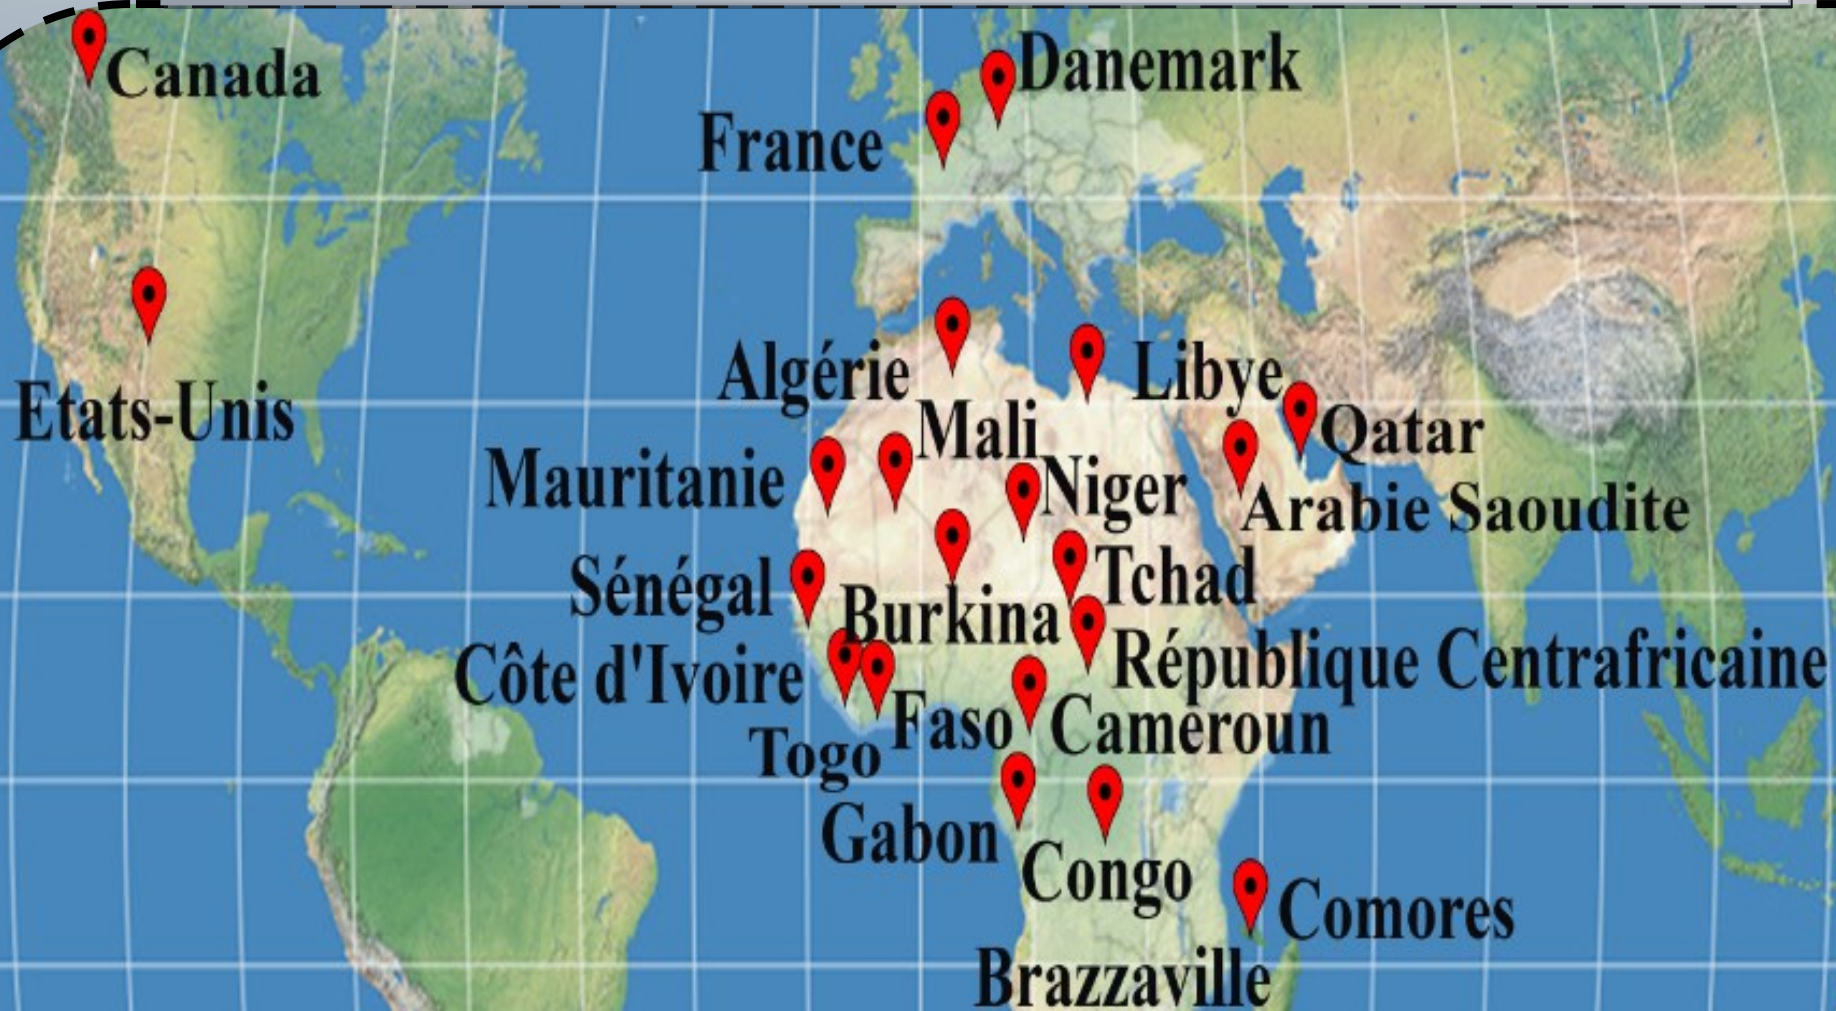 Canada
Danemark
France
Algérie
Libye
Etats-Unis
Mali
Qatar
Mauritanie
Niger
Arabie Saoudite
Sénégal
Tchad
Burkina
Côte d'Ivoire
République Centrafricaine
Faso
Cameroun
Togo
Gabon
Congo
Comores
Brazzaville